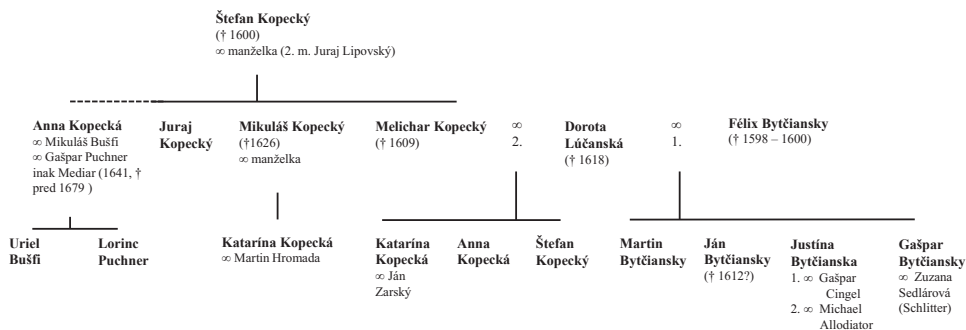 Štefan Kopecký
(† 1600)
∞ manželka (2. m. Juraj Lipovský)
Anna Kopecká
∞ Mikuláš Bušfi
∞ Gašpar Puchner
inak Mediar (1641, †
pred 1679 )
Juraj
Kopecký
Mikuláš Kopecký
(†1626)
∞ manželka
Melichar Kopecký
(† 1609)
∞
2.
Dorota
Lúčanská
(† 1618)
∞
1.
Félix Bytčiansky
(† 1598 – 1600)
Uriel
Bušfi
Lorinc
Puchner
Katarína Kopecká
∞ Martin Hromada
Katarína
Kopecká
∞ Ján
Zarský
Anna
Kopecká
Štefan
Kopecký
Martin
Bytčiansky
Ján
Bytčiansky
(† 1612?)
Justína
Bytčianska
1. ∞ Gašpar
Cingel
2. ∞ Michael
Allodiator
Gašpar
Bytčiansky
∞ Zuzana
Sedlárová
(Schlitter)